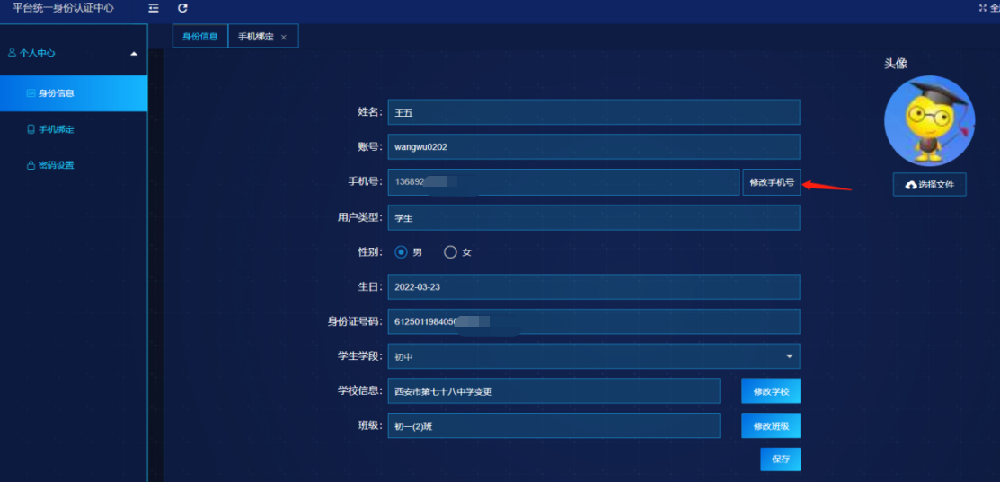 平台统一身份认证中心
全
个人中心
身份信息
手机绑定
密码设置
身份信息
手机绑定 ×
头像
选择文件
姓名: 王五
账号: wangwu0202
手机号: 136892 修改手机号
用户类型: 学生
性别: 男 女
生日: 2022-03-23
身份证号码: 612501198405
学生学段: 初中
学校信息: 西安市第七十八中学变更 修改学校
班级: 初一(2)班 修改班级
保存